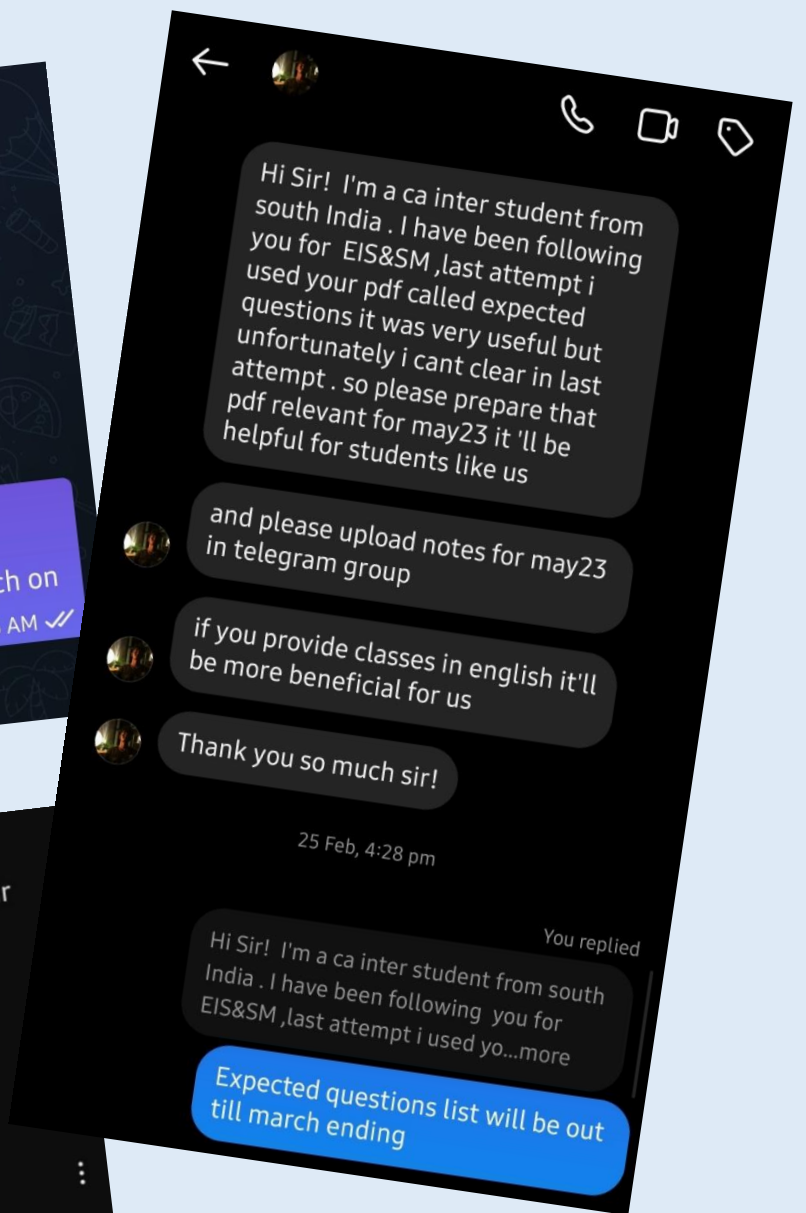 Hi Sir!  I'm a ca inter student from
south India . I have been following
you for  EIS&SM ,last attempt i
used your pdf called expected
questions it was very useful but
unfortunately i cant clear in last
attempt . so please prepare that
pdf relevant for may23 it 'll be
helpful for students like us
and please upload notes for may23
in telegram group
if you provide classes in english it'll
be more beneficial for us
Thank you so much sir!
25 Feb, 4:28 pm
You replied
Hi Sir!  I'm a ca inter student from south
India . I have been following  you for
EIS&SM ,last attempt i used yo...more
Expected questions list will be out
till march ending
on
AM